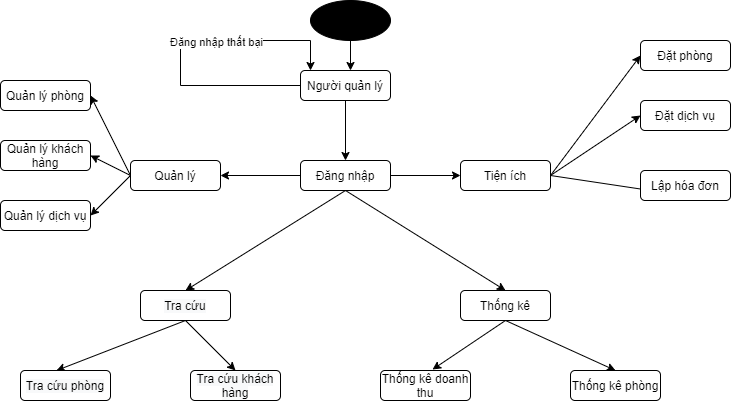 Đăng nhập thất bại
Người quản lý
Đặt phòng
Quản lý phòng
Đặt dịch vụ
Quản lý khách
hàng
Quản lý
Đăng nhập
Tiện ích
Lập hóa đơn
Quản lý dịch vụ
Tra cứu
Thống kê
Tra cứu phòng
Tra cứu khách
hàng
Thống kê doanh
thu
Thống kê phòng